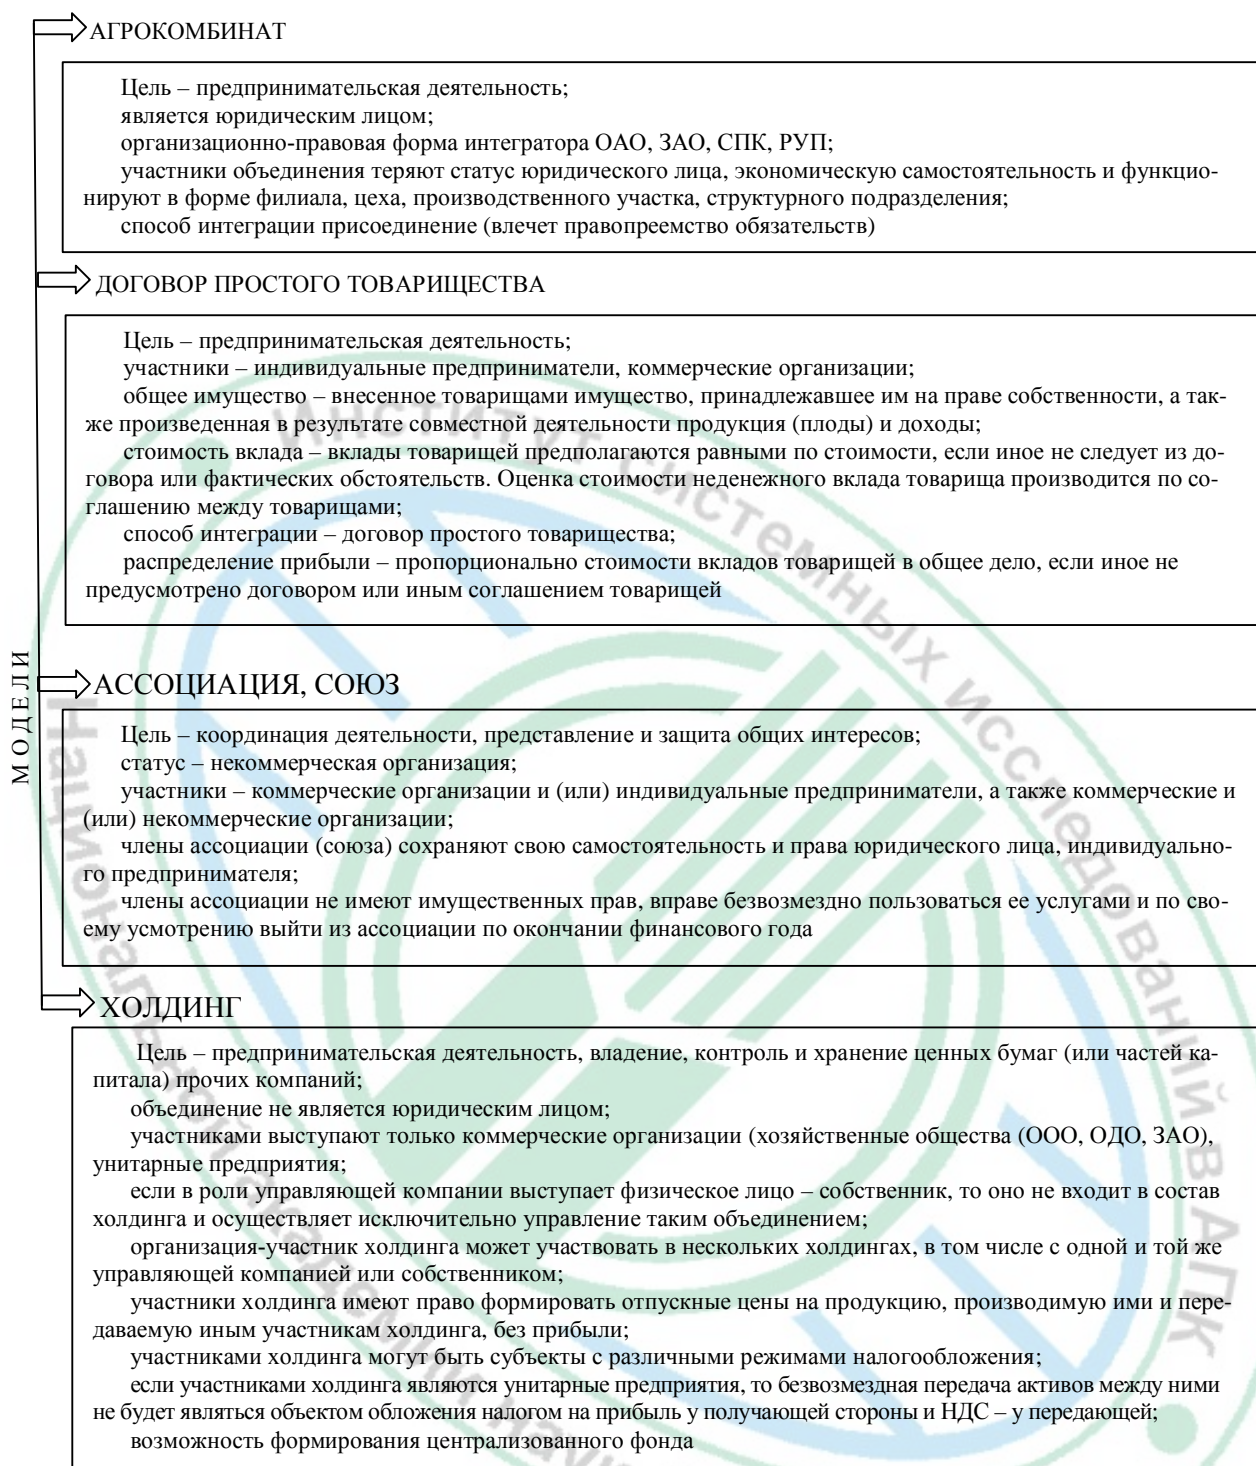 АГРОКОМБИНАТ
Цель – предпринимательская деятельность;
является юридическим лицом;
организационно-правовая форма интегратора ОАО, ЗАО, СПК, РУП;
участники объединения теряют статус юридического лица, экономическую самостоятельность и функцио-
нируют в форме филиала, цеха, производственного участка, структурного подразделения;
способ интеграции присоединение (влечет правопреемство обязательств)
ДОГОВОР ПРОСТОГО ТОВАРИЩЕСТВА
Цель – предпринимательская деятельность;
участники – индивидуальные предприниматели, коммерческие организации;
общее имущество – внесенное товарищами имущество, принадлежавшее им на праве собственности, а так-
же произведенная в результате совместной деятельности продукция (плоды) и доходы;
стоимость вклада – вклады товарищей предполагаются равными по стоимости, если иное не следует из до-
говора или фактических обстоятельств. Оценка стоимости неденежного вклада товарища производится по со-
глашению между товарищами;
способ интеграции – договор простого товарищества;
распределение прибыли – пропорционально стоимости вкладов товарищей в общее дело, если иное не
предусмотрено договором или иным соглашением товарищей
МОДЕЛИ
АССОЦИАЦИЯ, СОЮЗ
Цель – координация деятельности, представление и защита общих интересов;
статус – некоммерческая организация;
участники – коммерческие организации и (или) индивидуальные предприниматели, а также коммерческие и
(или) некоммерческие организации;
члены ассоциации (союза) сохраняют свою самостоятельность и права юридического лица, индивидуально-
го предпринимателя;
члены ассоциации не имеют имущественных прав, вправе безвозмездно пользоваться ее услугами и по сво-
ему усмотрению выйти из ассоциации по окончании финансового года
ХОЛДИНГ
Цель – предпринимательская деятельность, владение, контроль и хранение ценных бумаг (или частей ка-
питала) прочих компаний;
объединение не является юридическим лицом;
участниками выступают только коммерческие организации (хозяйственные общества (ООО, ОДО, ЗАО),
унитарные предприятия;
если в роли управляющей компании выступает физическое лицо – собственник, то оно не входит в состав
холдинга и осуществляет исключительно управление таким объединением;
организация-участник холдинга может участвовать в нескольких холдингах, в том числе с одной и той же
управляющей компанией или собственником;
участники холдинга имеют право формировать отпускные цены на продукцию, производимую ими и пере-
даваемую иным участникам холдинга, без прибыли;
участниками холдинга могут быть субъекты с различными режимами налогообложения;
если участниками холдинга являются унитарные предприятия, то безвозмездная передача активов между ними
не будет являться объектом обложения налогом на прибыль у получающей стороны и НДС – у передающей;
возможность формирования централизованного фонда
Институт системных исследований в АПК
Национальной академии нау